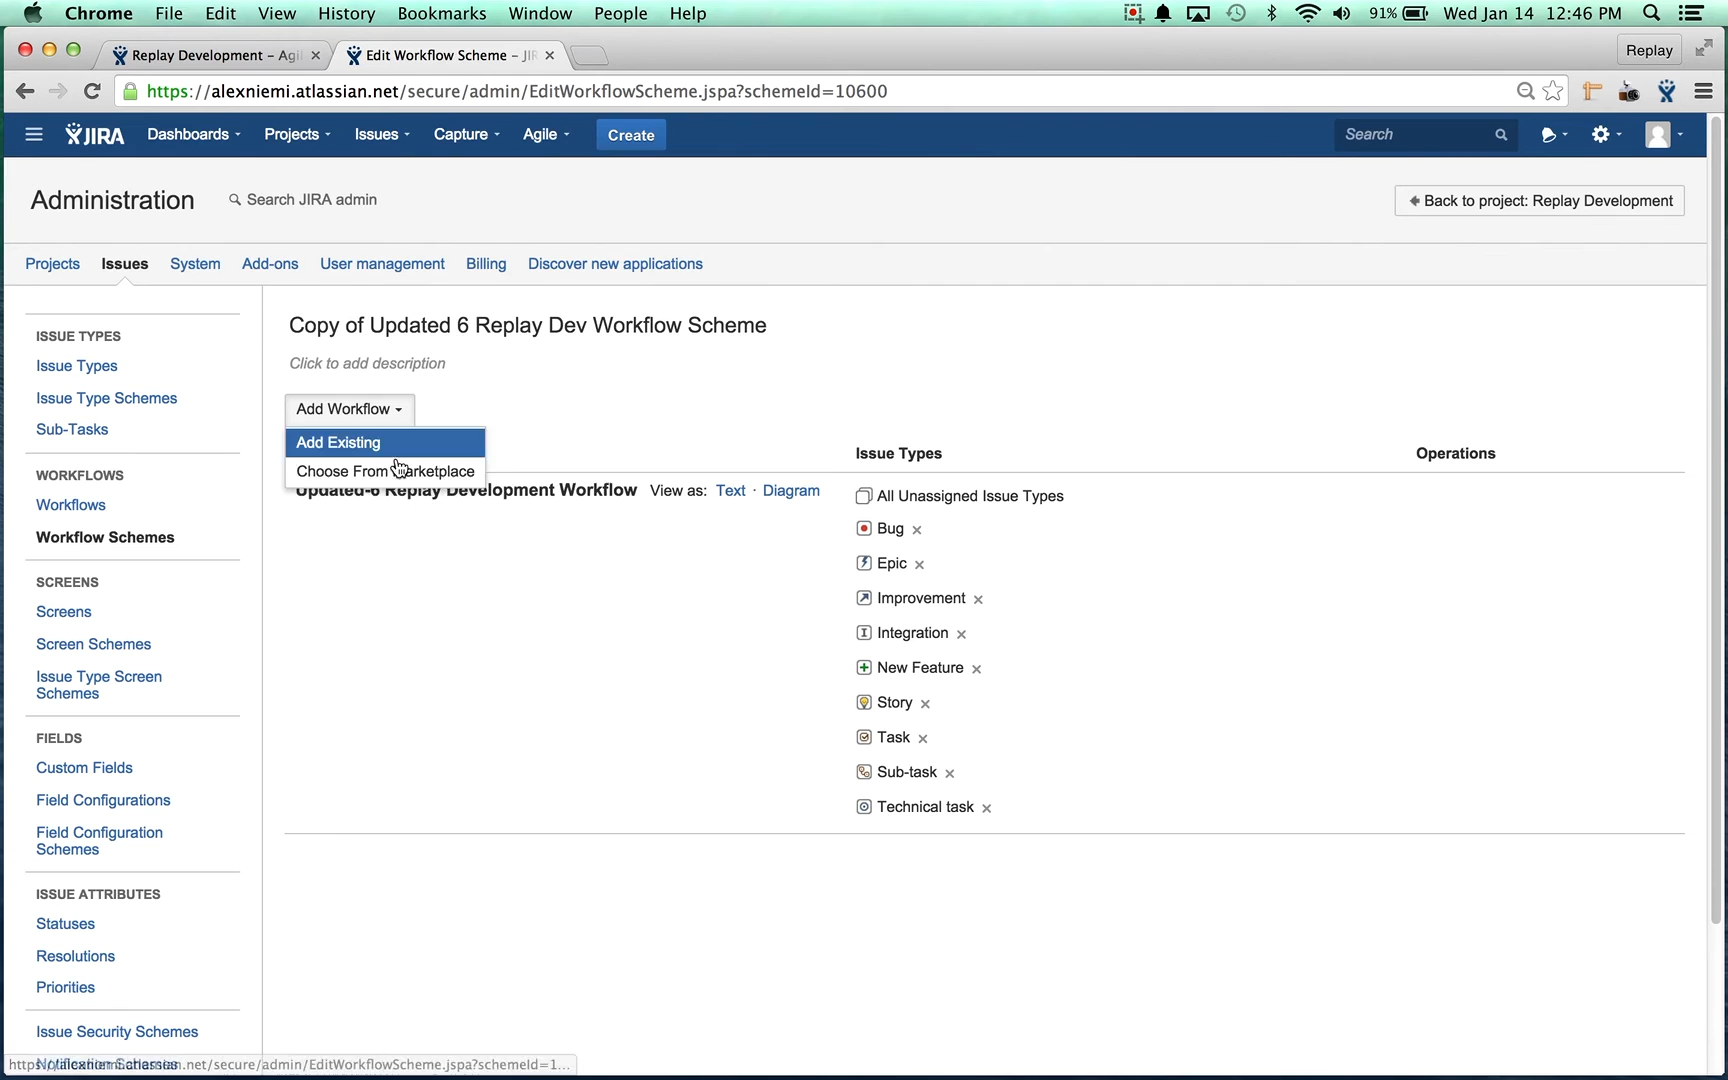 Chrome File Edit View History Bookmarks Window People Help 91% Wed Jan 14 12:46 PM
Replay Development – Agil Edit Workflow Scheme – JIR Replay
https://alexniemi.atlassian.net/secure/admin/EditWorkflowScheme.jspa?schemeId=10600
JIRA Dashboards Projects Issues Capture Agile Create Search
Administration Search JIRA admin Back to project: Replay Development
Projects Issues System Add-ons User management Billing Discover new applications
ISSUE TYPES
Issue Types
Issue Type Schemes
Sub-Tasks
WORKFLOWS
Workflows
Workflow Schemes
SCREENS
Screens
Screen Schemes
Issue Type Screen
Schemes
FIELDS
Custom Fields
Field Configurations
Field Configuration
Schemes
ISSUE ATTRIBUTES
Statuses
Resolutions
Priorities
Issue Security Schemes
Copy of Updated 6 Replay Dev Workflow Scheme
Click to add description
Add Workflow
Add Existing
Choose From Marketplace
Issue Types Operations
Updated-6 Replay Development Workflow View as: Text · Diagram
All Unassigned Issue Types
Bug
Epic
Improvement
Integration
New Feature
Story
Task
Sub-task
Technical task
https://alexniemi.atlassian.net/secure/admin/EditWorkflowScheme.jspa?schemeId=1...